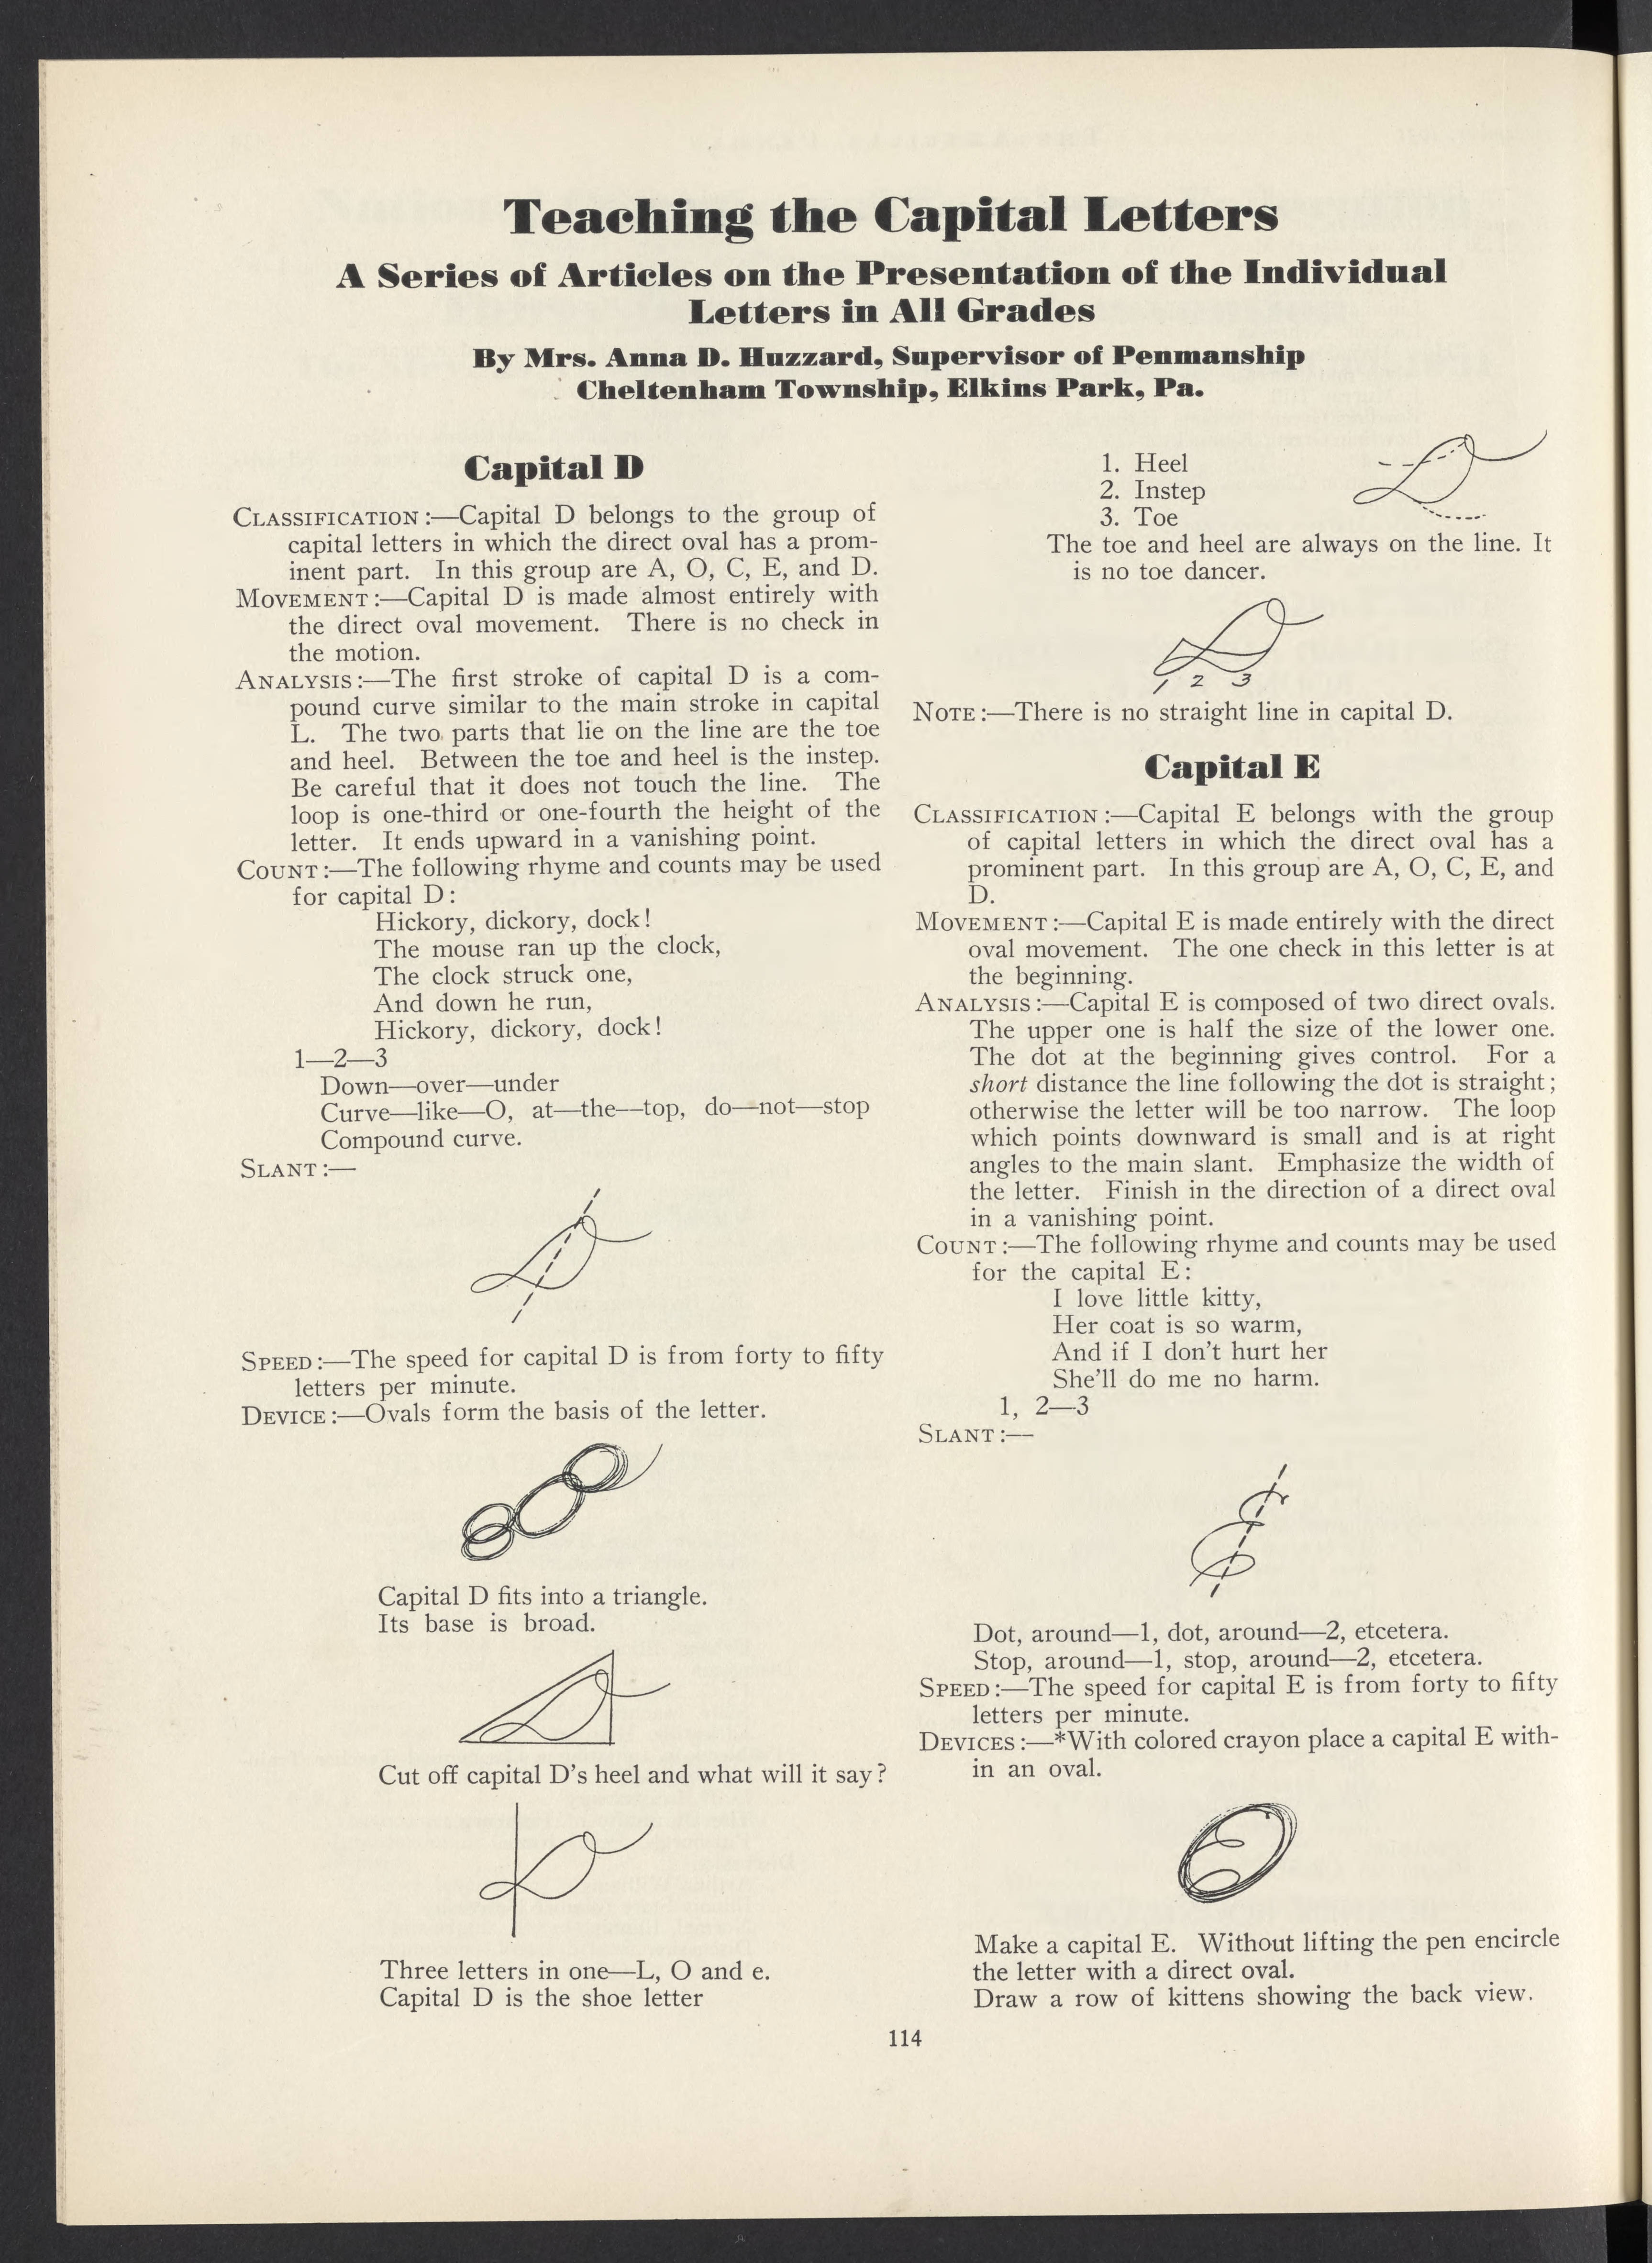 Teaching the Capital Letters
A Series of Articles on the Presentation of the Individual
Letters in All Grades
By Mrs. Anna D. Huzzard, Supervisor of Penmanship
Cheltenham Township, Elkins Park, Pa.
Capital D
CLASSIFICATION:—Capital D belongs to the group of
capital letters in which the direct oval has a prom-
inent part. In this group are A, O, C, E, and D.
MOVEMENT:—Capital D is made almost entirely with
the direct oval movement. There is no check in
the motion.
ANALYSIS:—The first stroke of capital D is a com-
pound curve similar to the main stroke in capital
L. The two parts that lie on the line are the toe
and heel. Between the toe and heel is the instep.
Be careful that it does not touch the line. The
loop is one-third or one-fourth the height of the
letter. It ends upward in a vanishing point.
COUNT:—The following rhyme and counts may be used
for capital D:
Hickory, dickory, dock!
The mouse ran up the clock,
The clock struck one,
And down he run,
Hickory, dickory, dock!
1—2—3
Down—over—under
Curve—like—O, at—the—top, do—not—stop
Compound curve.
SLANT:—
SPEED:—The speed for capital D is from forty to fifty
letters per minute.
DEVICE:—Ovals form the basis of the letter.
Capital D fits into a triangle.
Its base is broad.
Cut off capital D's heel and what will it say?
Three letters in one—L, O and e.
Capital D is the shoe letter
1. Heel
2. Instep
3. Toe
The toe and heel are always on the line. It
is no toe dancer.
1 2 3
NOTE:—There is no straight line in capital D.
Capital E
CLASSIFICATION:—Capital E belongs with the group
of capital letters in which the direct oval has a
prominent part. In this group are A, O, C, E, and
D.
MOVEMENT:—Capital E is made entirely with the direct
oval movement. The one check in this letter is at
the beginning.
ANALYSIS:—Capital E is composed of two direct ovals.
The upper one is half the size of the lower one.
The dot at the beginning gives control. For a
short distance the line following the dot is straight;
otherwise the letter will be too narrow. The loop
which points downward is small and is at right
angles to the main slant. Emphasize the width of
the letter. Finish in the direction of a direct oval
in a vanishing point.
COUNT:—The following rhyme and counts may be used
for the capital E:
I love little kitty,
Her coat is so warm,
And if I don't hurt her
She'll do me no harm.
1, 2—3
SLANT:—
Dot, around—1, dot, around—2, etcetera.
Stop, around—1, stop, around—2, etcetera.
SPEED:—The speed for capital E is from forty to fifty
letters per minute.
DEVICES:—*With colored crayon place a capital E with-
in an oval.
Make a capital E. Without lifting the pen encircle
the letter with a direct oval.
Draw a row of kittens showing the back view.
114